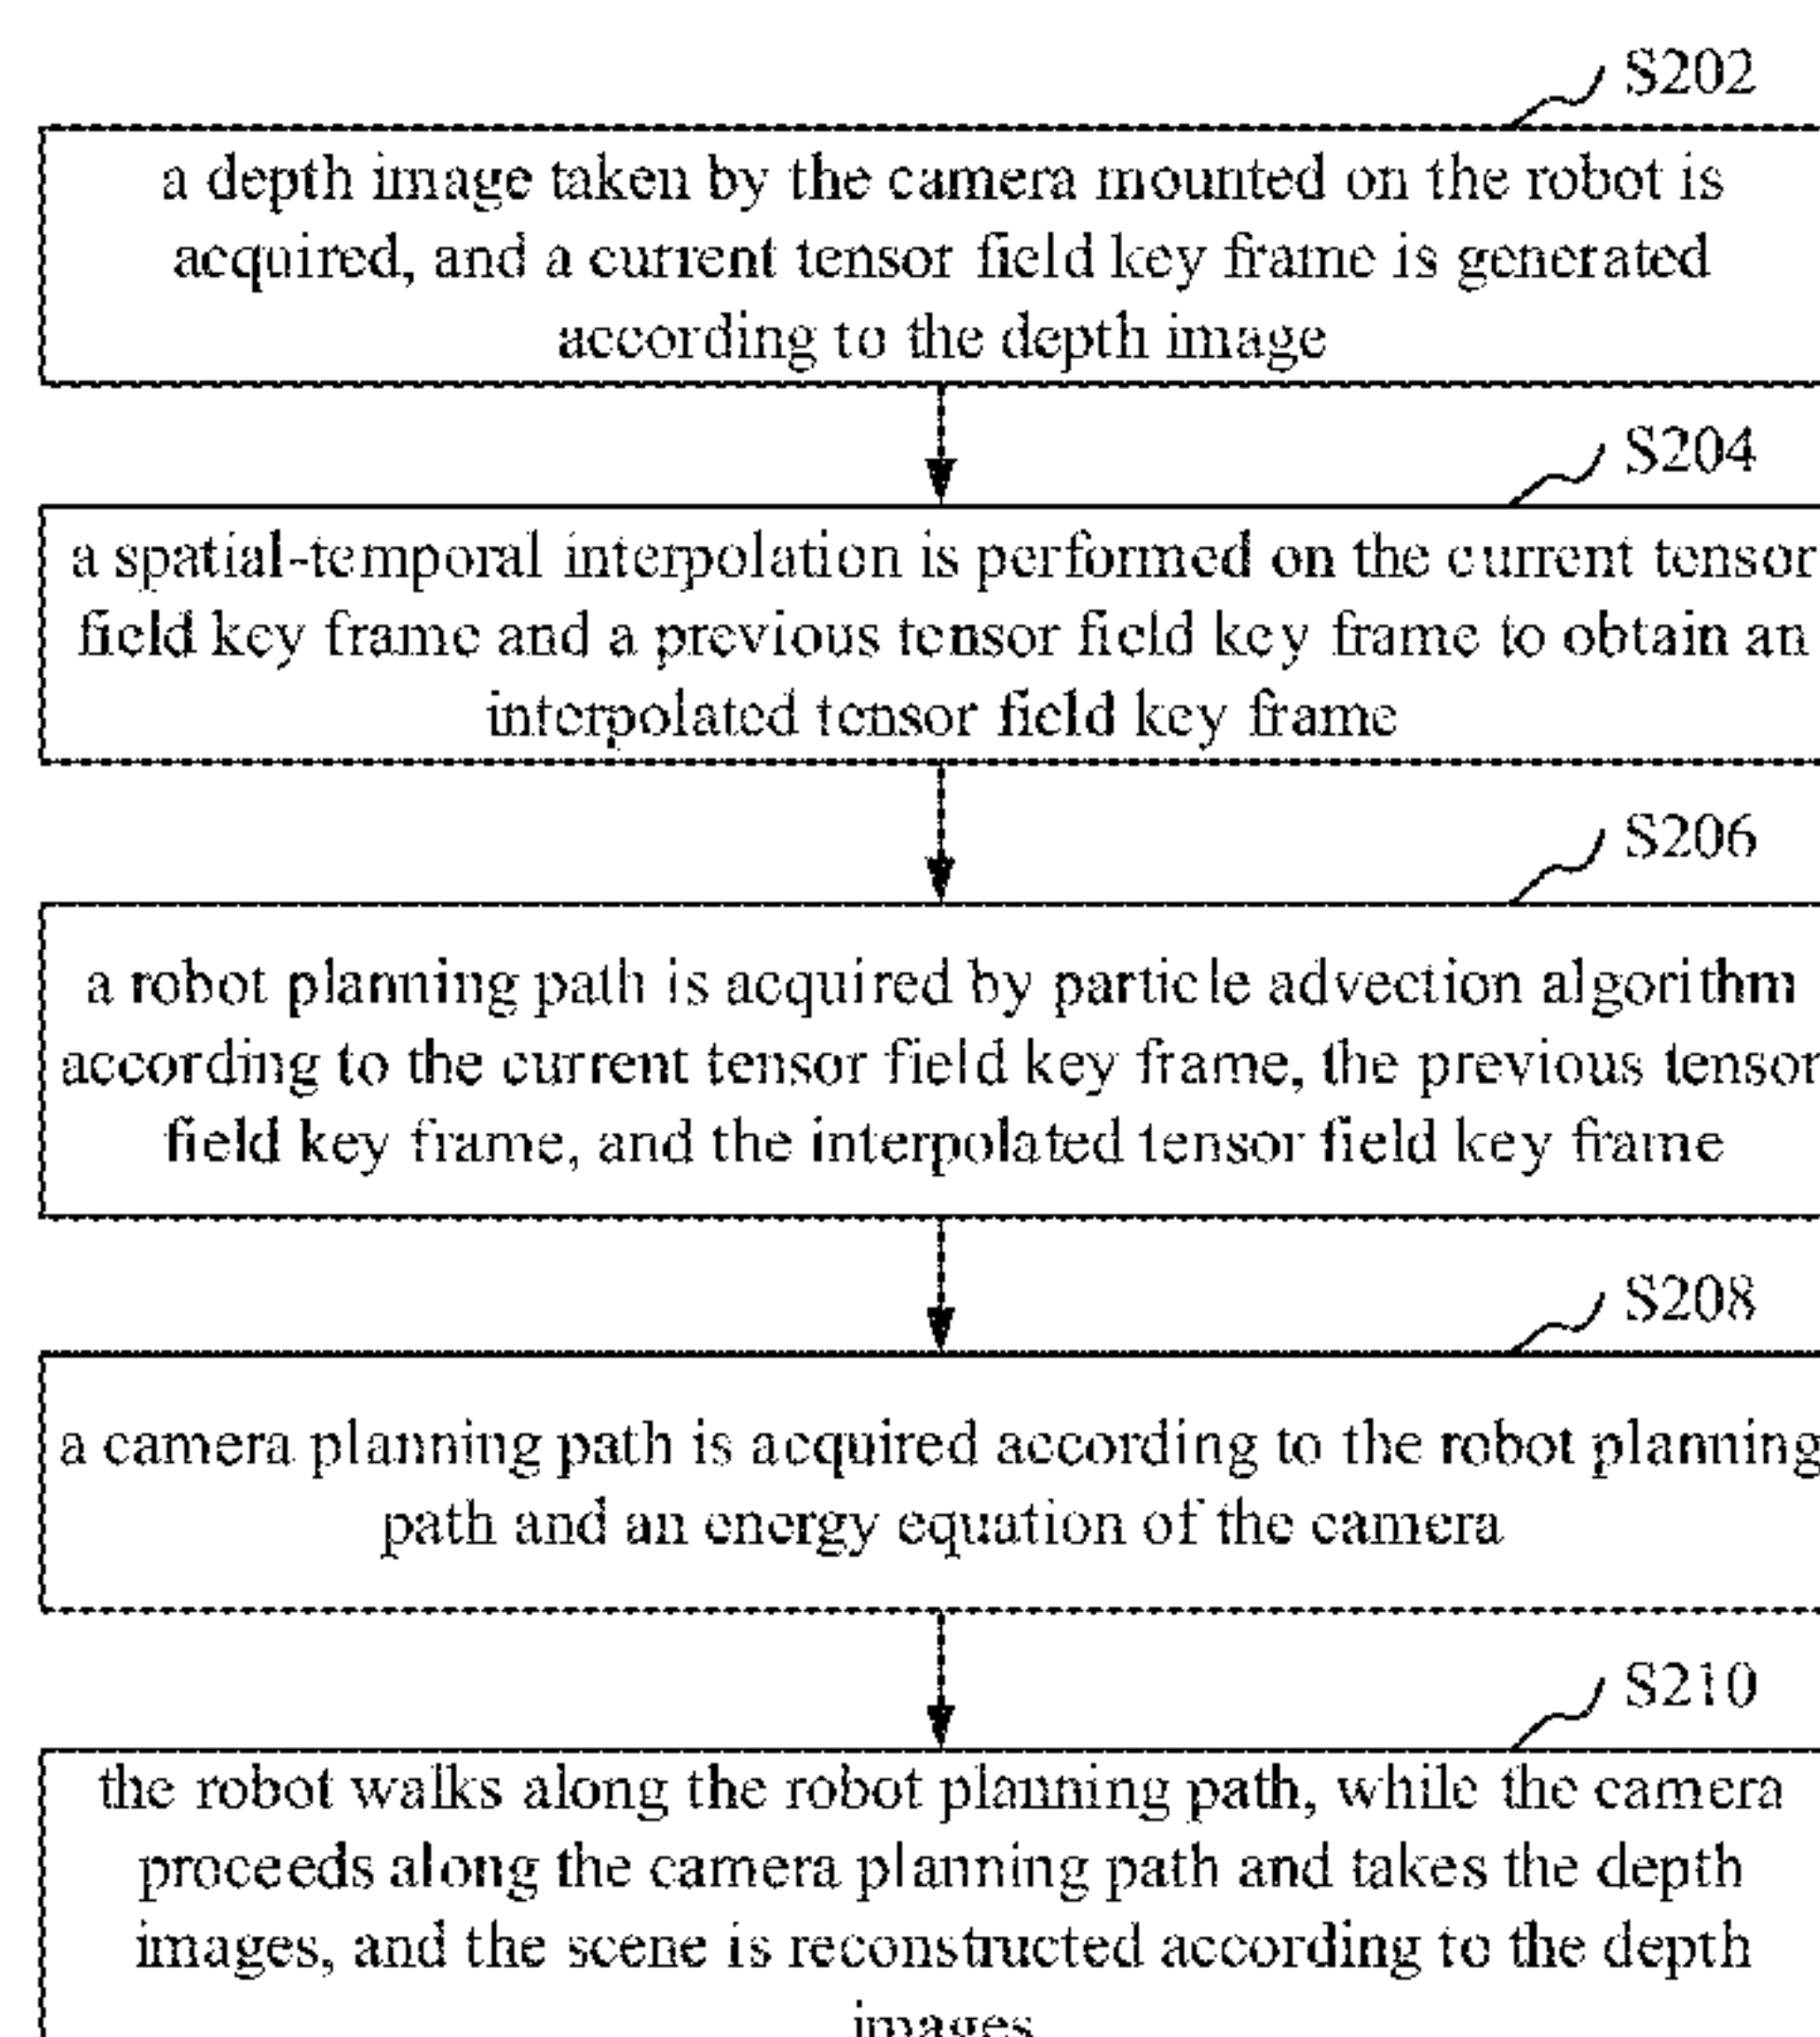 S202
a depth image taken by the camera mounted on the robot is
acquired, and a current tensor field key frame is generated
according to the depth image
S204
a spatial-temporal interpolation is performed on the current tensor
field key frame and a previous tensor field key frame to obtain an
interpolated tensor field key frame
S206
a robot planning path is acquired by particle advection algorithm
according to the current tensor field key frame, the previous tensor
field key frame, and the interpolated tensor field key frame
S208
a camera planning path is acquired according to the robot planning
path and an energy equation of the camera
S210
the robot walks along the robot planning path, while the camera
proceeds along the camera planning path and takes the depth
images, and the scene is reconstructed according to the depth
images